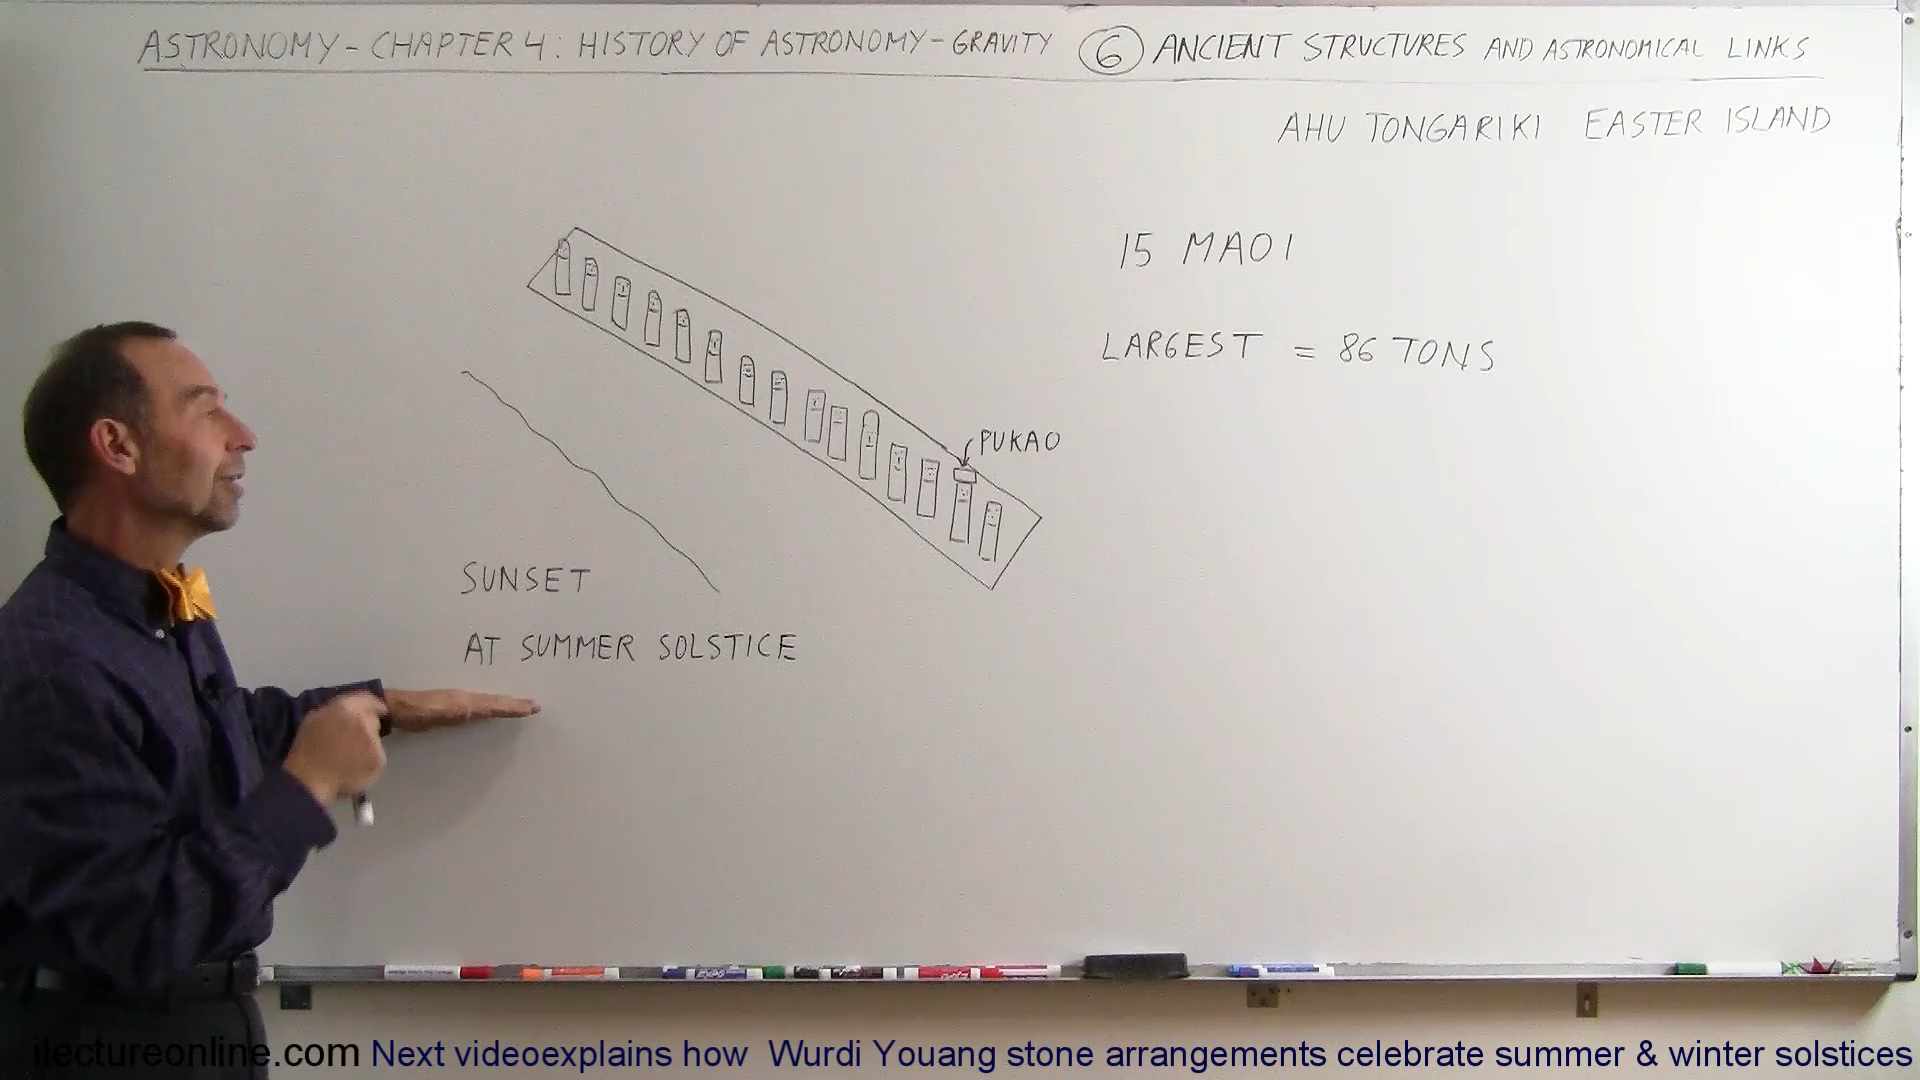 ASTRONOMY - CHAPTER 4: HISTORY OF ASTRONOMY - GRAVITY ⑥ ANCIENT STRUCTURES AND ASTRONOMICAL LINKS
AHU TONGARIKI EASTER ISLAND
15 MAOI
LARGEST = 86 TONS
PUKAO
SUNSET
AT SUMMER SOLSTICE
ilectureonline.com Next videoexplains how Wurdi Youang stone arrangements celebrate summer & winter solstices